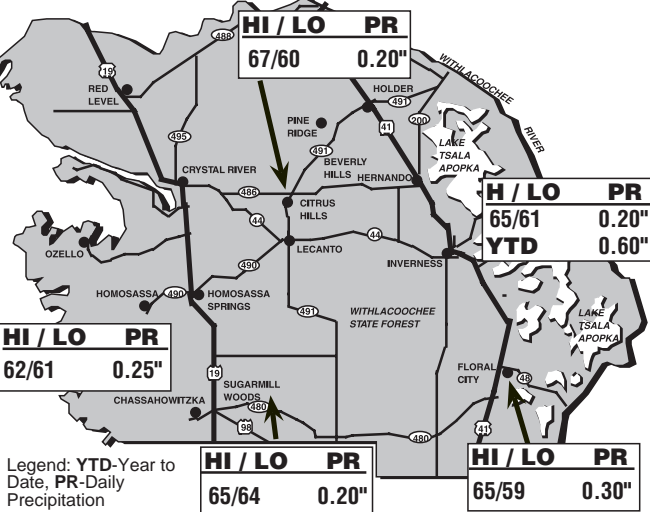 HI / LO PR
67/60 0.20"
488
WITHLACOOCHEE
RIVER
19
RED
LEVEL
HOLDER
491
200
PINE
RIDGE
41
495
491
LAKE
TSALA
APOPKA
BEVERLY
HILLS
CRYSTAL RIVER
HERNANDO
486
HI / LO PR
65/61 0.20"
YTD 0.60"
CITRUS
HILLS
44
44
LECANTO
OZELLO
INVERNESS
490
HOMOSASSA
490
HOMOSASSA
SPRINGS
491
WITHLACOOCHEE
STATE FOREST
LAKE
TSALA
APOPKA
HI / LO PR
62/61 0.25"
19
FLORAL
CITY
48
SUGARMILL
WOODS
CHASSAHOWITZKA
480
98
480
41
HI / LO PR
65/64 0.20"
HI / LO PR
65/59 0.30"
Legend: YTD-Year to
Date, PR-Daily
Precipitation